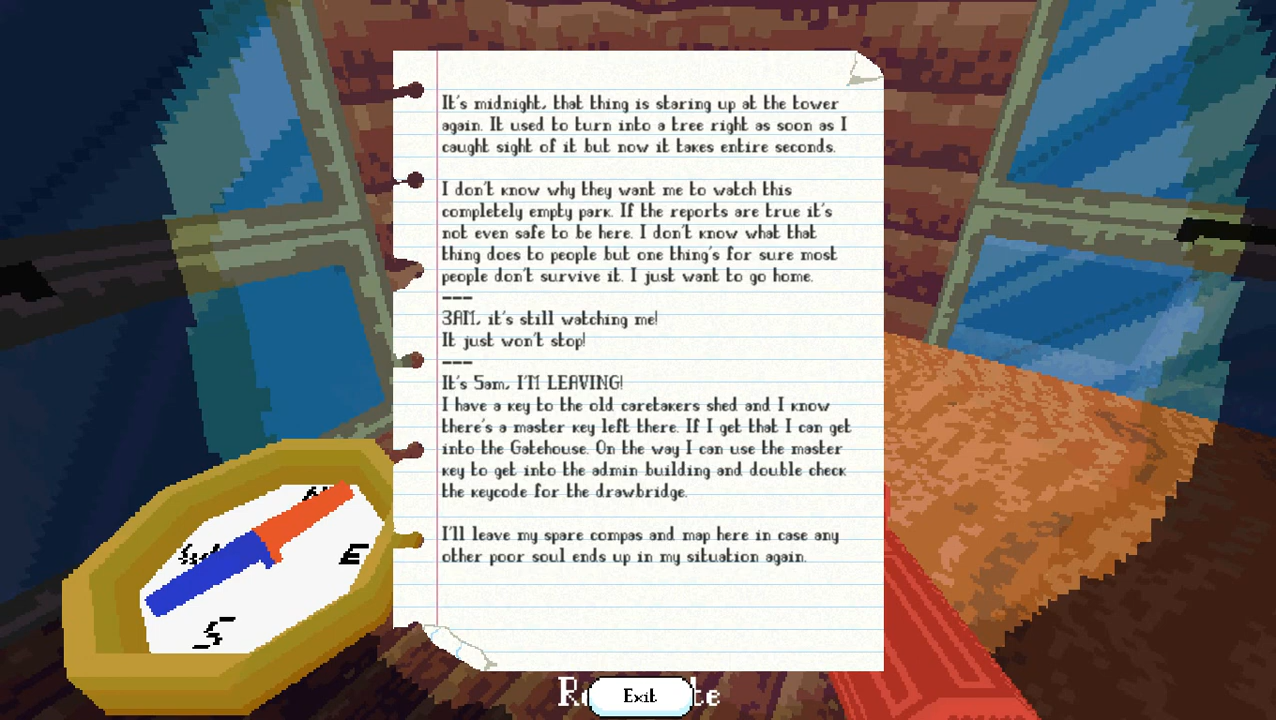 It's midnight, that thing is staring up at the tower
again. It used to turn into a tree right as soon as I
caught sight of it but now it takes entire seconds.
I don't know why they want me to watch this
completely empty park. If the reports are true it's
not even safe to be here. I don't know what that
thing does to people but one thing's for sure most
people don't survive it. I just want to go home.
---
3AM, it's still watching me!
It just won't stop!
---
It's 5am, I'M LEAVING!
I have a key to the old caretakers shed and I know
there's a master key left there. If I get that I can get
into the Gatehouse. On the way I can use the master
key to get into the admin building and double check
the keycode for the drawbridge.
I'll leave my spare compas and map here in case any
other poor soul ends up in my situation again.
E
S
Exit